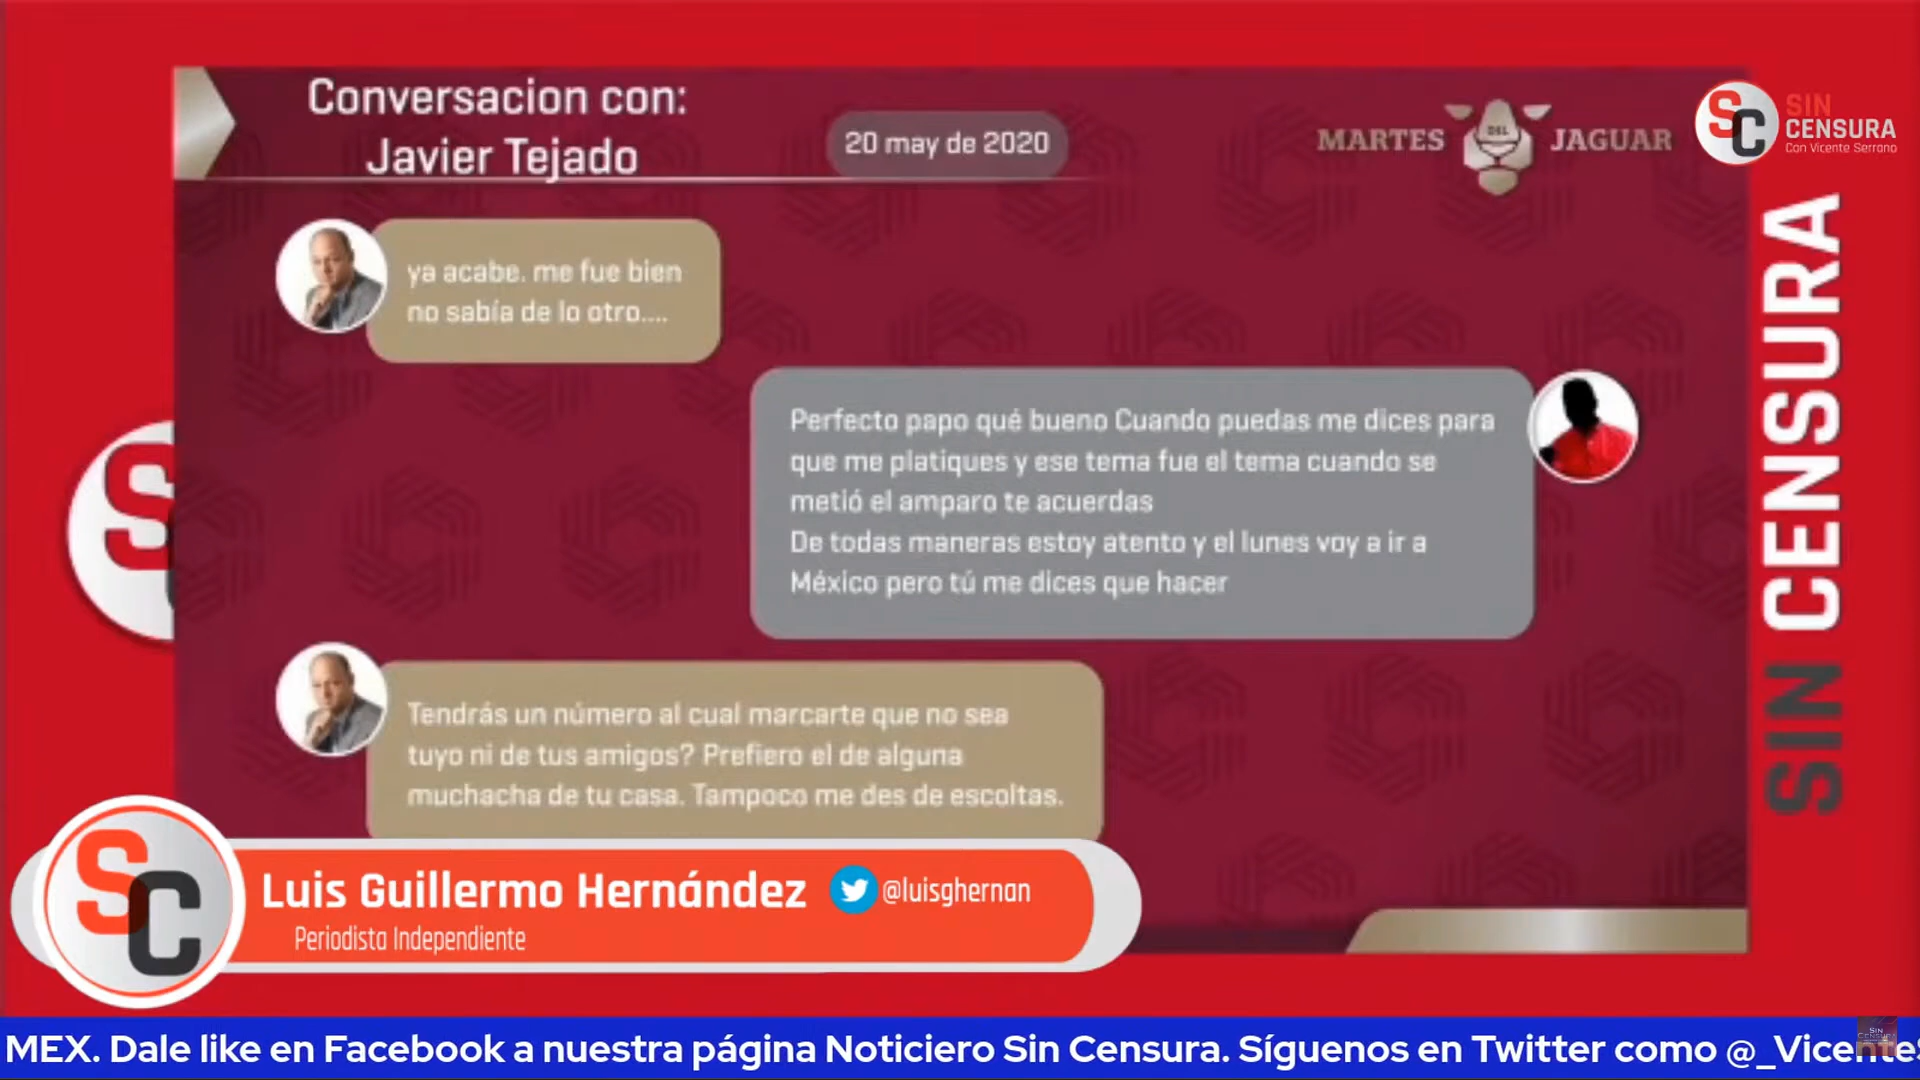 Conversacion con:
Javier Tejado
20 may de 2020
MARTES DEL JAGUAR
SC SIN
CENSURA
Con Vicente Serrano
ya acabe. me fue bien
no sabía de lo otro....
Perfecto papo qué bueno Cuando puedas me dices para
que me platiques y ese tema fue el tema cuando se
metió el amparo te acuerdas
De todas maneras estoy atento y el lunes voy a ir a
México pero tú me dices que hacer
Tendrás un número al cual marcarte que no sea
tuyo ni de tus amigos? Prefiero el de alguna
muchacha de tu casa. Tampoco me des de escoltas.
SIN CENSURA
S
SC
Luis Guillermo Hernández @luisghernan
Periodista Independiente
MEX. Dale like en Facebook a nuestra página Noticiero Sin Censura. Síguenos en Twitter como @_Vicente
SIN
CENSURA